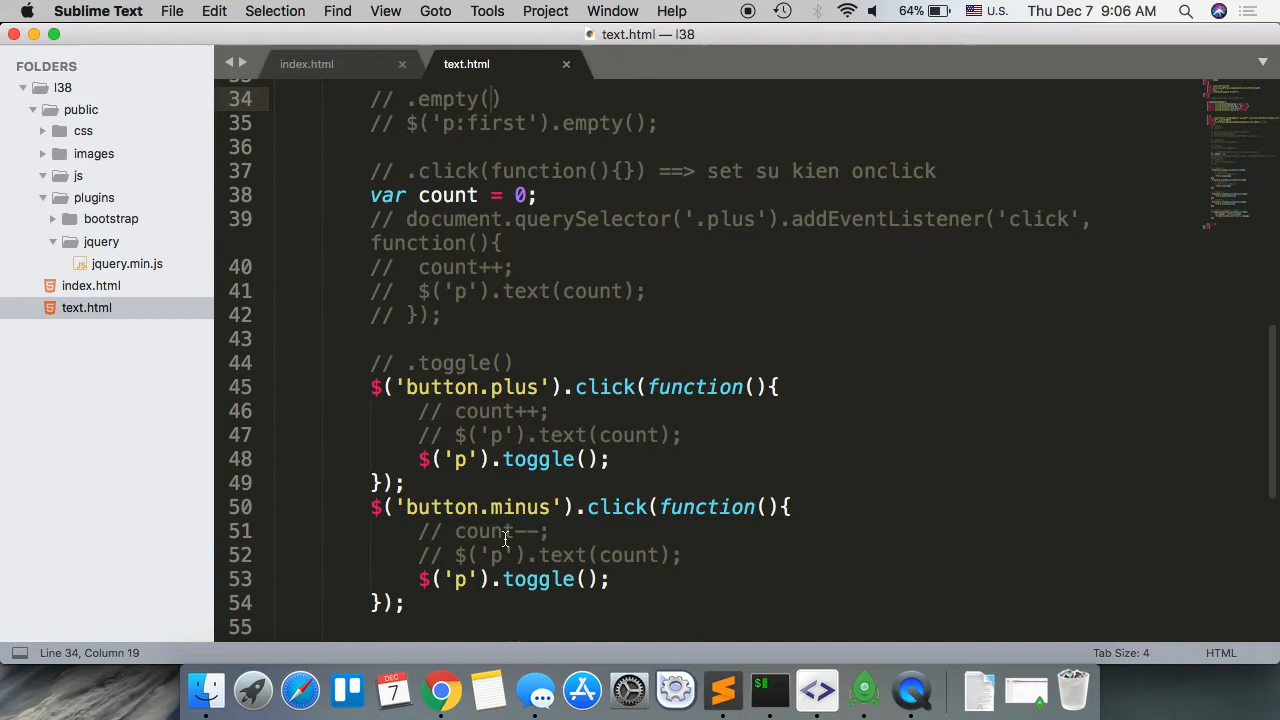 Sublime Text File Edit Selection Find View Goto Tools Project Window Help 64% U.S. Thu Dec 7 9:06 AM
text.html — l38
FOLDERS
l38
public
css
images
js
plugins
bootstrap
jquery
jquery.min.js
index.html
text.html
index.html text.html
34 // .empty()
35 // $('p:first').empty();
36
37 // .click(function(){}) ==> set su kien onclick
38 var count = 0;
39 // document.querySelector('.plus').addEventListener('click',
function(){
40 // count++;
41 // $('p').text(count);
42 // });
43
44 // .toggle()
45 $('button.plus').click(function(){
46 // count++;
47 // $('p').text(count);
48 $('p').toggle();
49 });
50 $('button.minus').click(function(){
51 // count--;
52 // $('p').text(count);
53 $('p').toggle();
54 });
55
Line 34, Column 19 Tab Size: 4 HTML
DEC
7